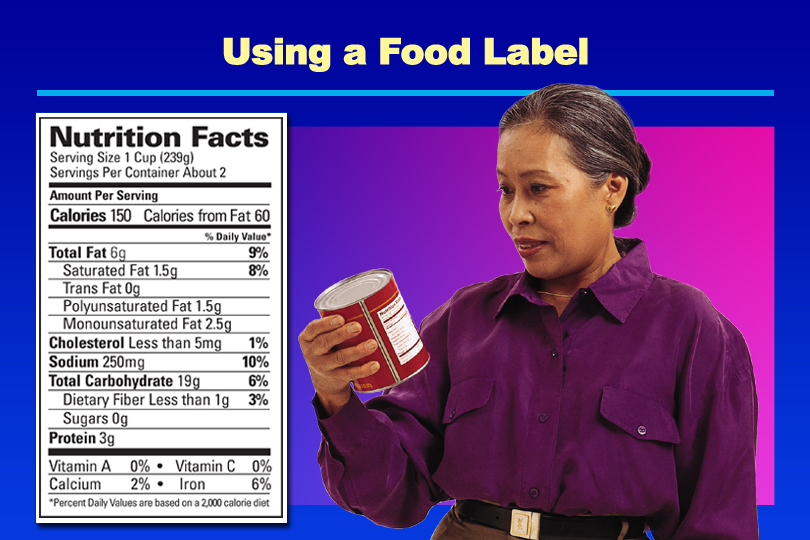 Using a Food Label
Nutrition Facts
Serving Size 1 Cup (239g)
Servings Per Container About 2
Amount Per Serving
Calories 150 Calories from Fat 60
% Daily Value*
Total Fat 6g 9%
Saturated Fat 1.5g 8%
Trans Fat 0g
Polyunsaturated Fat 1.5g
Monounsaturated Fat 2.5g
Cholesterol Less than 5mg 1%
Sodium 250mg 10%
Total Carbohydrate 19g 6%
Dietary Fiber Less than 1g 3%
Sugars 0g
Protein 3g
Vitamin A 0% • Vitamin C 0%
Calcium 2% • Iron 6%
*Percent Daily Values are based on a 2,000 calorie diet
Nutrition Facts